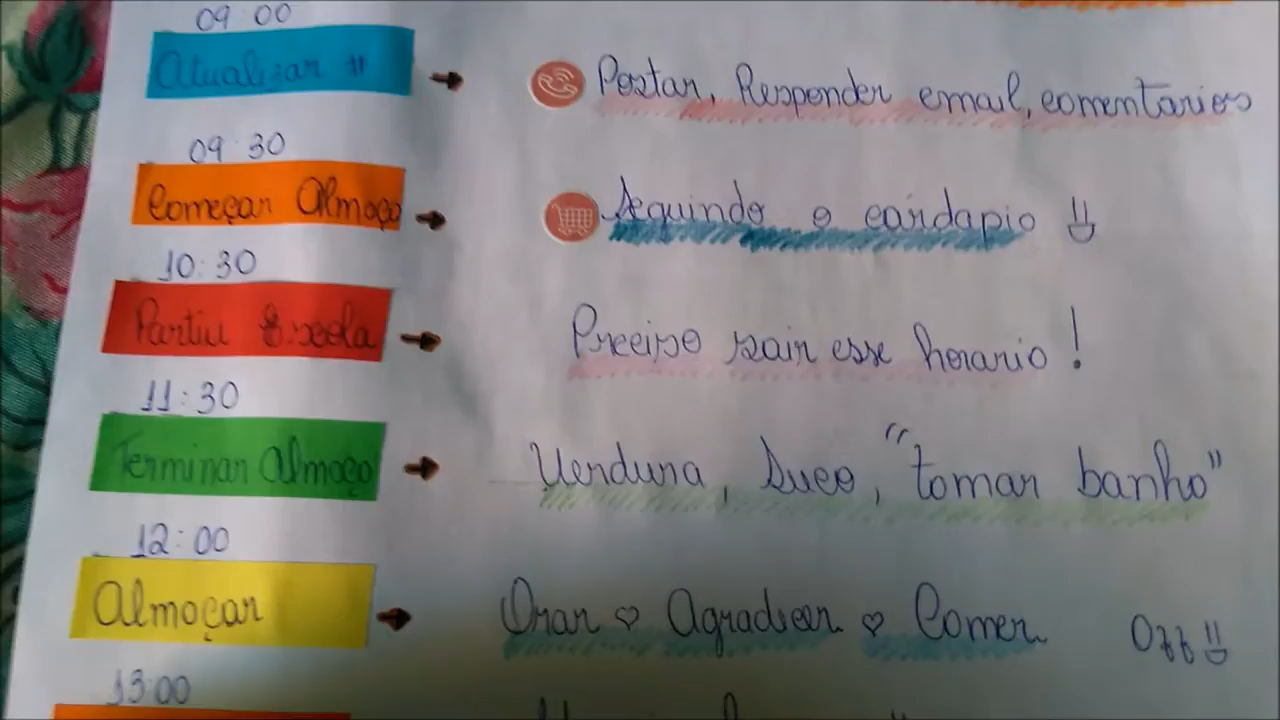 09 00
Atualizar "
Postar, Responder email, comentarios
09 30
Começar Almoço
Seguindo o cardapio
10:30
Partiu Escola
Preciso sair esse horario!
11:30
Terminar Almoço
Verdura, Suco, "tomar banho"
12:00
Almoçar
Orar ♡ Agradecer ♡ Comer Off
13:00